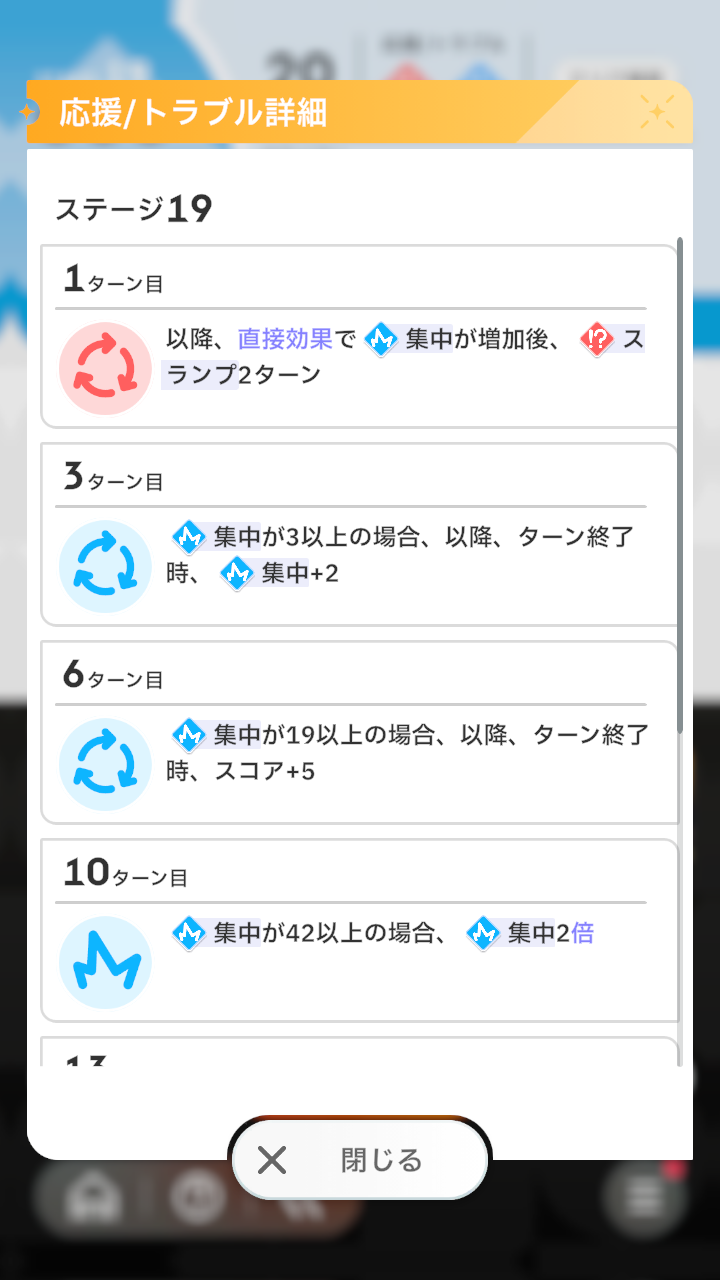 応援/トラブル詳細
ステージ19
1ターン目
以降、直接効果で 集中が増加後、 ス
ランプ2ターン
3ターン目
集中が3以上の場合、以降、ターン終了
時、 集中+2
6ターン目
集中が19以上の場合、以降、ターン終了
時、スコア+5
10ターン目
集中が42以上の場合、 集中2倍
閉じる